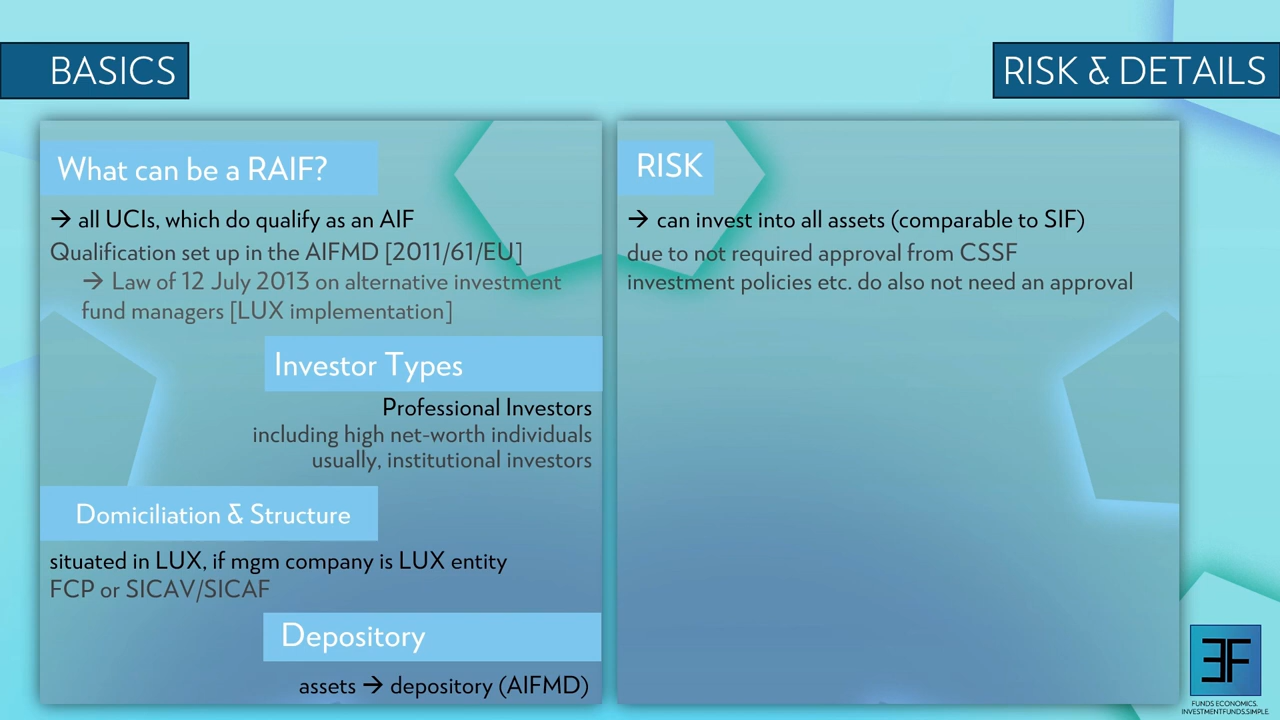 BASICS
RISK & DETAILS
What can be a RAIF?
→ all UCIs, which do qualify as an AIF
Qualification set up in the AIFMD [2011/61/EU]
→ Law of 12 July 2013 on alternative investment
fund managers [LUX implementation]
Investor Types
Professional Investors
including high net-worth individuals
usually, institutional investors
Domiciliation & Structure
situated in LUX, if mgm company is LUX entity
FCP or SICAV/SICAF
Depository
assets → depository (AIFMD)
RISK
→ can invest into all assets (comparable to SIF)
due to not required approval from CSSF
investment policies etc. do also not need an approval
FUNDS ECONOMICS.
INVESTMENTFUNDS.SIMPLE.